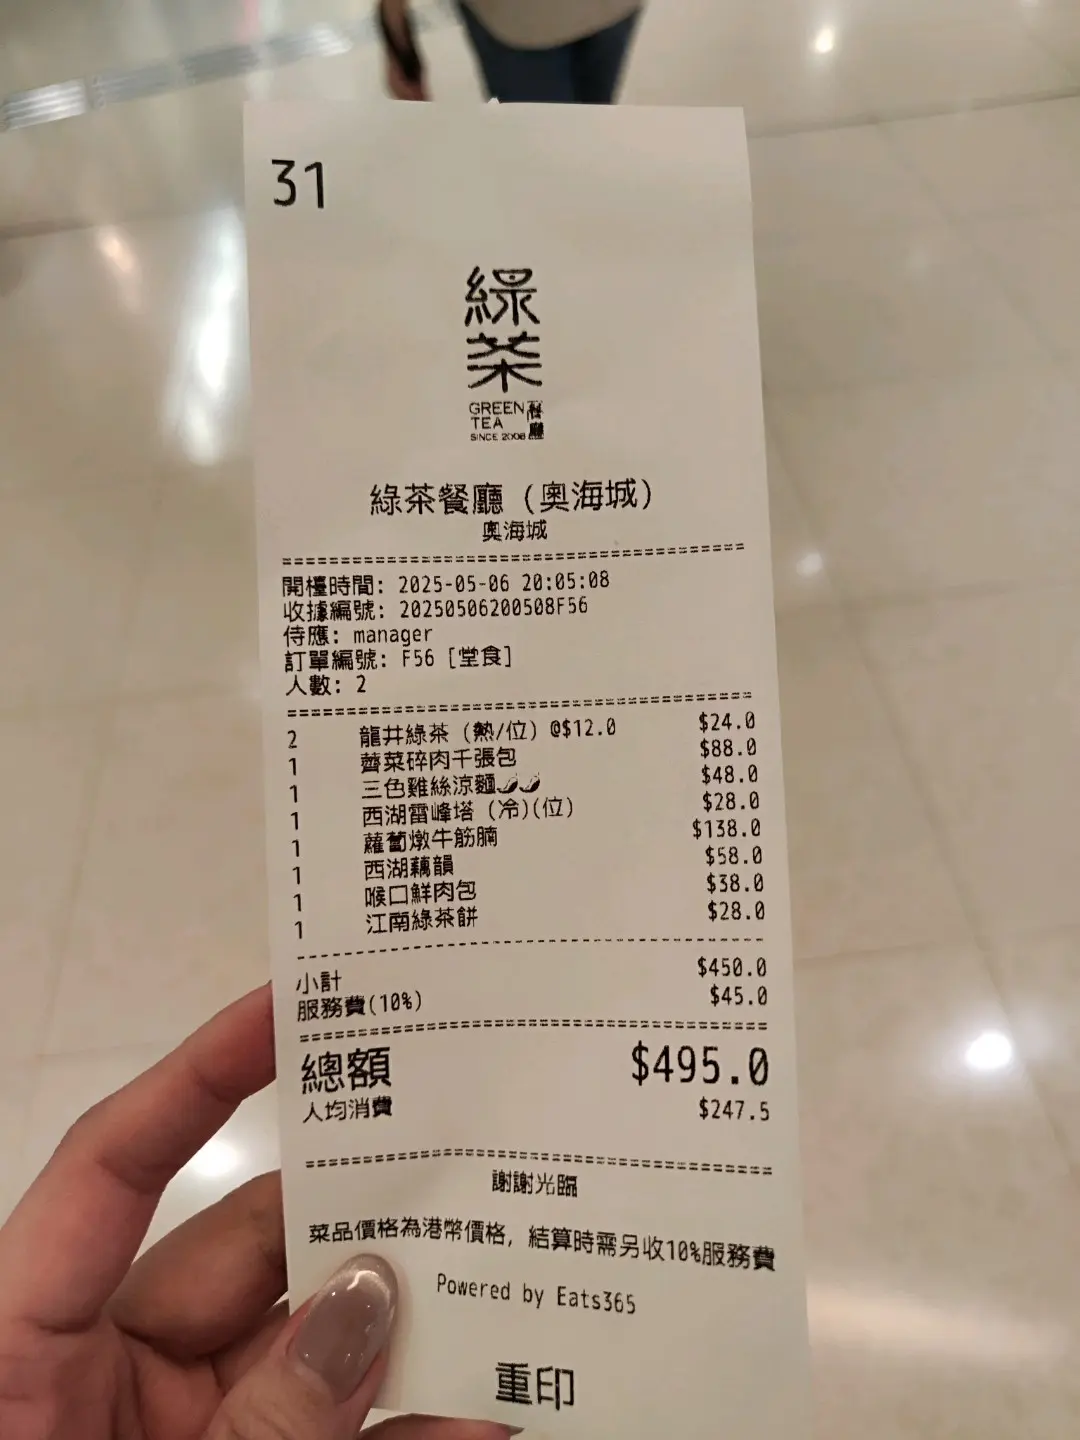 31
綠
茶
GREEN 餐
TEA 廳
SINCE 2008
綠茶餐廳 (奧海城)
奧海城
開檯時間: 2025-05-06 20:05:08
收據編號: 20250506200508F56
侍應: manager
訂單編號: F56 [堂食]
人數: 2
2 龍井綠茶 (熱/位) @$12.0 $24.0
1 薺菜碎肉千張包 $88.0
1 三色雞絲涼麵🌶🌶 $48.0
1 西湖雷峰塔 (冷)(位) $28.0
1 蘿蔔燉牛筋腩 $138.0
1 西湖藕韻 $58.0
1 喉口鮮肉包 $38.0
1 江南綠茶餅 $28.0
小計 $450.0
服務費(10%) $45.0
總額 $495.0
人均消費 $247.5
謝謝光臨
菜品價格為港幣價格, 結算時需另收10%服務費
Powered by Eats365
重印